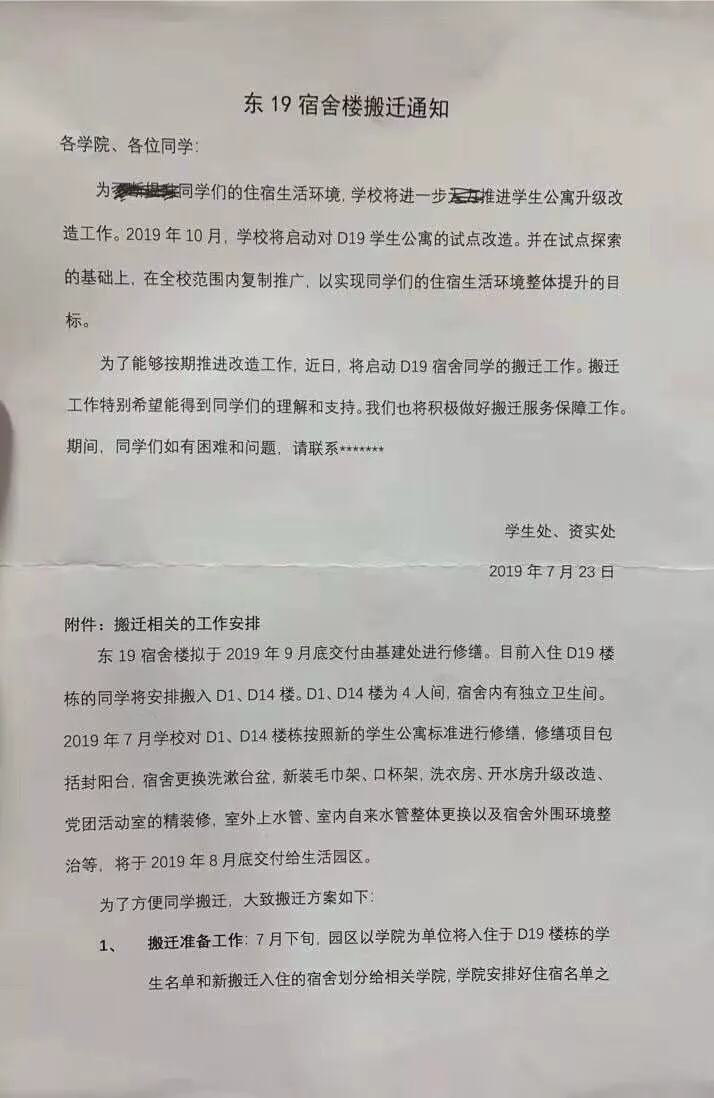 东 19 宿舍楼搬迁通知
各学院、各位同学：
为同学们的住宿生活环境，学校将进一步推进学生公寓升级改
造工作。2019 年 10 月，学校将启动对 D19 学生公寓的试点改造。并在试点探索
的基础上，在全校范围内复制推广，以实现同学们的住宿生活环境整体提升的目
标。
为了能够按期推进改造工作，近日，将启动 D19 宿舍同学的搬迁工作。搬迁
工作特别希望能得到同学们的理解和支持。我们也将积极做好搬迁服务保障工作。
期间，同学们如有困难和问题，请联系*******
学生处、资实处
2019 年 7 月 23 日
附件：搬迁相关的工作安排
东 19 宿舍楼拟于 2019 年 9 月底交付由基建处进行修缮。目前入住 D19 楼
栋的同学将安排搬入 D1、D14 楼。D1、D14 楼为 4 人间，宿舍内有独立卫生间。
2019 年 7 月学校对 D1、D14 楼栋按照新的学生公寓标准进行修缮，修缮项目包
括封阳台，宿舍更换洗漱台盆，新装毛巾架、口杯架，洗衣房、开水房升级改造、
党团活动室的精装修，室外上水管、室内自来水管整体更换以及宿舍外围环境整
治等，将于 2019 年 8 月底交付给生活园区。
为了方便同学搬迁，大致搬迁方案如下：
1、 搬迁准备工作：7 月下旬，园区以学院为单位将入住于 D19 楼栋的学
生名单和新搬迁入住的宿舍划分给相关学院，学院安排好住宿名单之